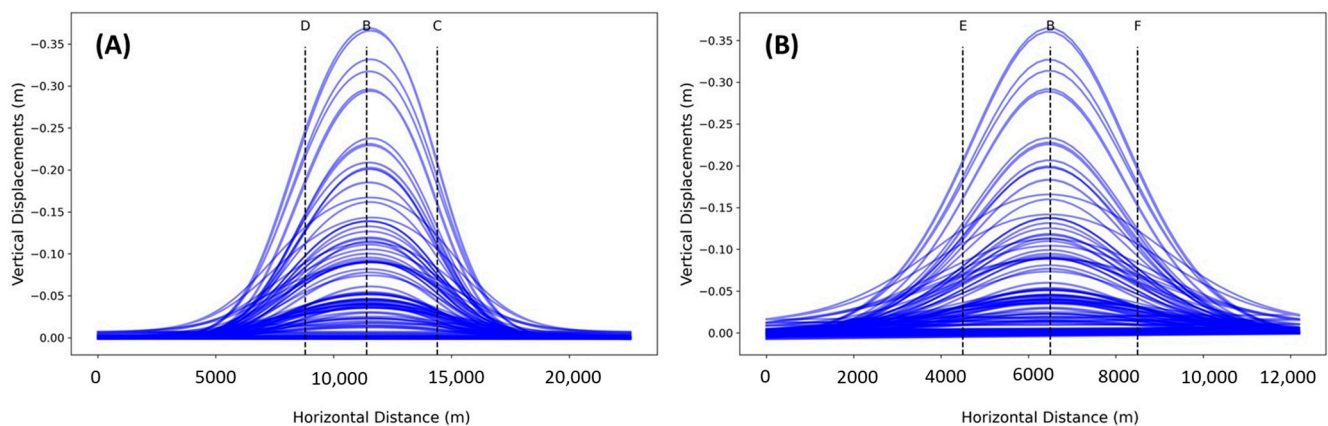 (A)
D B C
−0.35
−0.30
−0.25
−0.20
−0.15
−0.10
−0.05
0.00
Vertical Displacements (m)
0 5000 10,000 15,000 20,000
Horizontal Distance (m)
(B)
E B F
−0.35
−0.30
−0.25
−0.20
−0.15
−0.10
−0.05
0.00
Vertical Displacements (m)
0 2000 4000 6000 8000 10,000 12,000
Horizontal Distance (m)